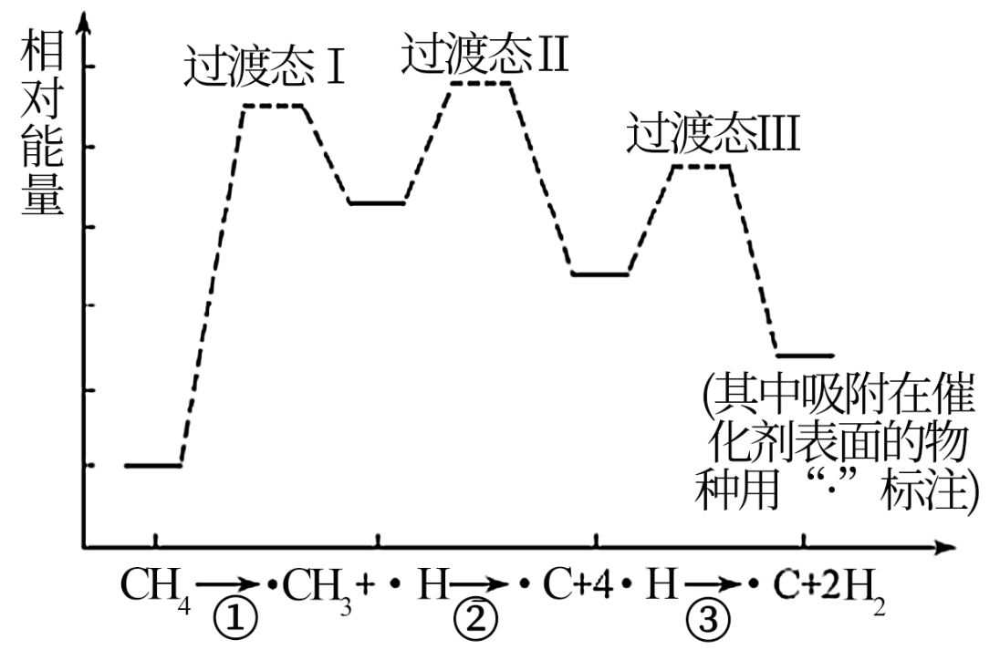 相对能量
过渡态Ⅰ
过渡态Ⅱ
过渡态Ⅲ
(其中吸附在催
化剂表面的物
种用“·”标注)
CH₄→·CH₃+·H→·C+4·H→·C+2H₂
① ② ③